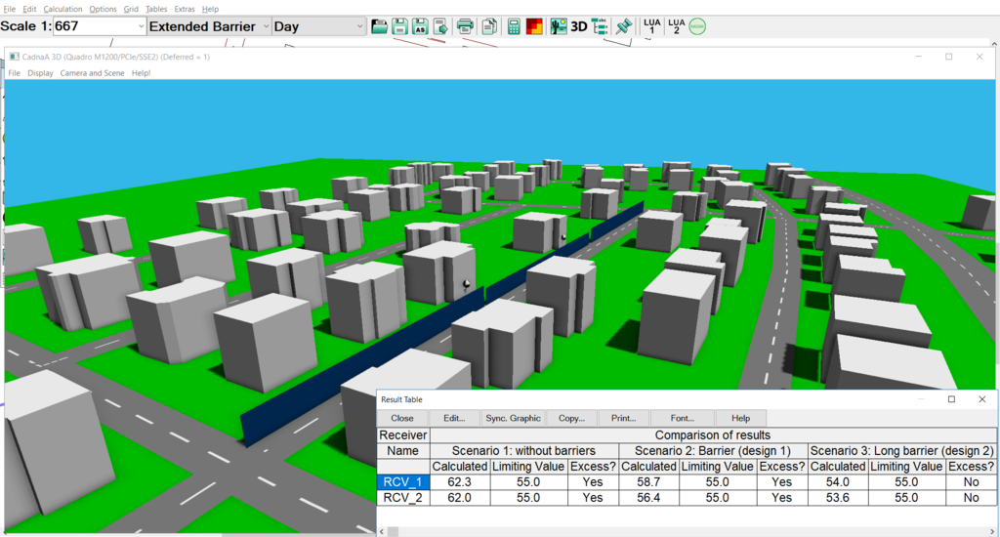 File Edit Calculation Options Grid Tables Extras Help
Scale 1: 667 Extended Barrier Day AS 3D LUA 1 LUA 2
CadnaA 3D (Quadro M1200/PCIe/SSE2) (Deferred = 1)
File Display Camera and Scene Help!
Result Table
Close Edit... Sync. Graphic Copy... Print... Font... Help
Receiver Comparison of results
Name Scenario 1: without barriers Scenario 2: Barrier (design 1) Scenario 3: Long barrier (design 2)
Calculated Limiting Value Excess? Calculated Limiting Value Excess? Calculated Limiting Value Excess?
RCV_1 62.3 55.0 Yes 58.7 55.0 Yes 54.0 55.0 No
RCV_2 62.0 55.0 Yes 56.4 55.0 Yes 53.6 55.0 No